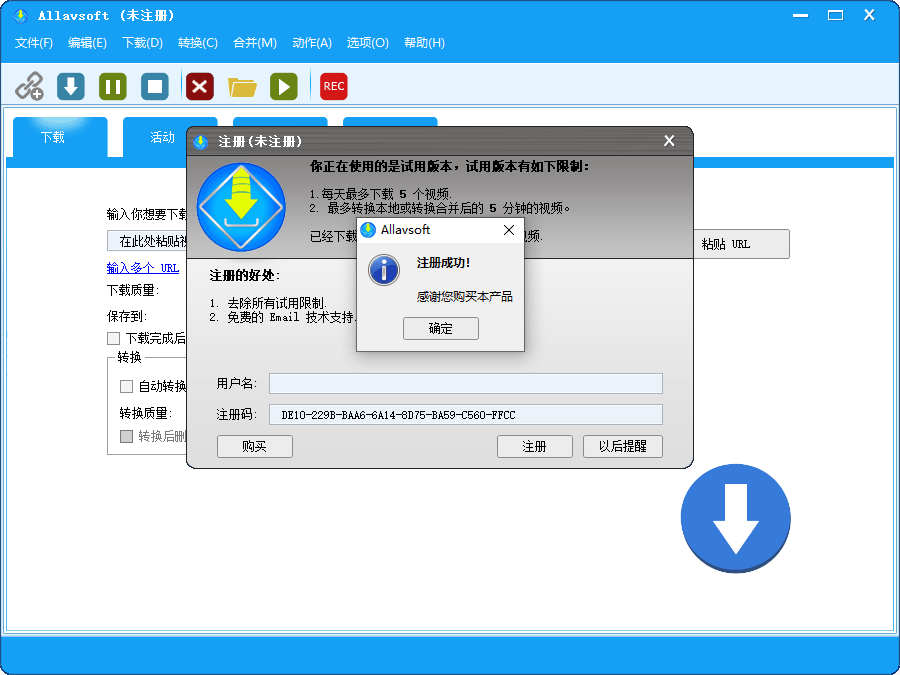 Allavsoft (未注册)
文件(F) 编辑(E) 下载(D) 转换(C) 合并(M) 动作(A) 选项(O) 帮助(H)
REC
下载 活动
注册(未注册)
你正在使用的是试用版本，试用版本有如下限制:
1.每天最多下载 5 个视频.
2. 最多转换本地或转换合并后的 5 分钟的视频。
已经下载
视频.
输入你想要下载
在此处粘贴
粘贴 URL
输入多个 URL
下载质量:
保存到:
下载完成后
转换
自动转换
转换质量:
转换后删
注册的好处:
1. 去除所有试用限制.
2. 免费的 Email 技术支持.
Allavsoft
注册成功!
感谢您购买本产品
确定
用户名:
注册码: DE10-229B-BAA6-6A14-8D75-BA59-C560-FFCC
购买 注册 以后提醒